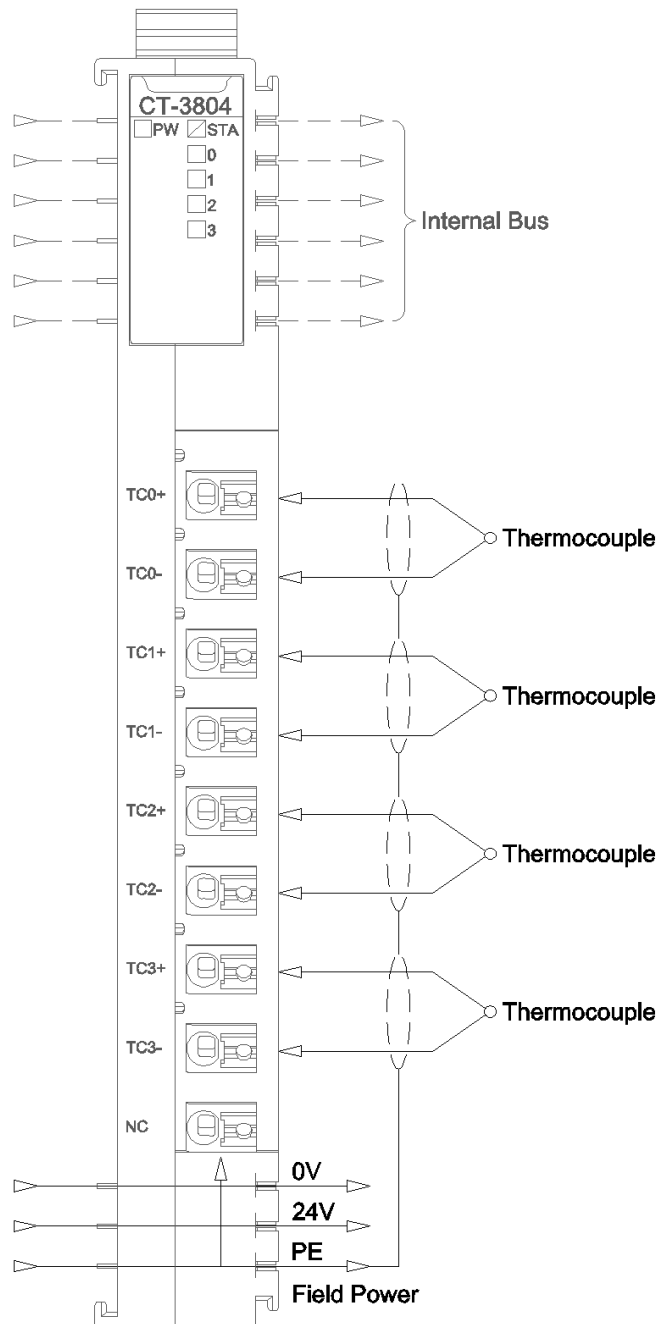 CT-3804
PW STA
0
1
2
3
Internal Bus
TC0+
Thermocouple
TC0-
TC1+
Thermocouple
TC1-
TC2+
Thermocouple
TC2-
TC3+
Thermocouple
TC3-
NC
0V
24V
PE
Field Power